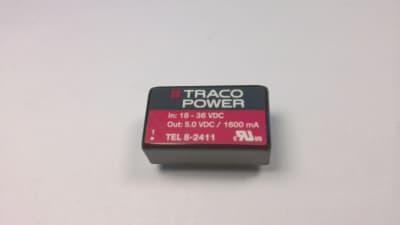 TRACO
POWER
In: 18 - 36 VDC
Out: 5.0 VDC / 1600 mA
TEL 8-2411